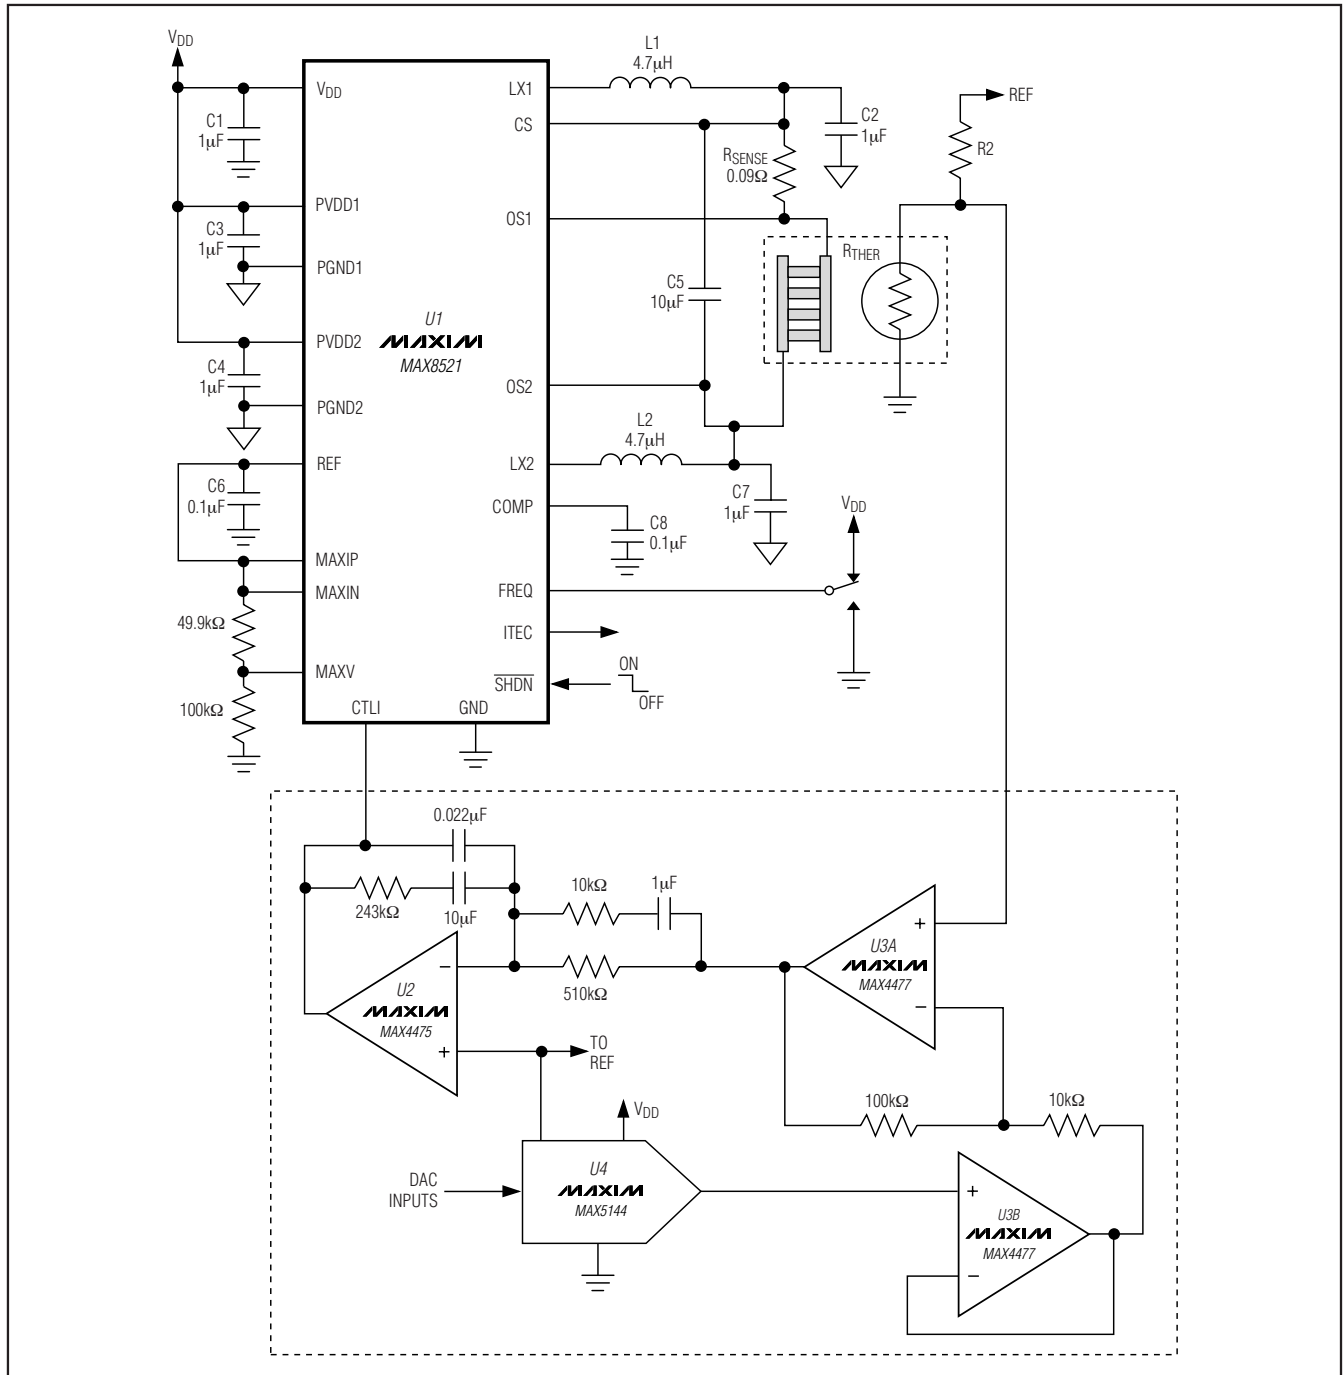 VDD
L1
4.7µH
VDD
LX1
REF
C1
1µF
CS
C2
1µF
RSENSE
0.09Ω
R2
PVDD1
C3
1µF
OS1
PGND1
RTHER
C5
10µF
U1
MAXIM
MAX8521
PVDD2
C4
1µF
OS2
PGND2
L2
4.7µH
REF
LX2
C6
0.1µF
C7
1µF
VDD
COMP
C8
0.1µF
MAXIP
MAXIN
FREQ
49.9kΩ
ITEC
MAXV
ON
SHDN
OFF
100kΩ
CTLI
GND
0.022µF
10kΩ
1µF
243kΩ
10µF
+
U3A
MAXIM
MAX4477
−
−
510kΩ
U2
MAXIM
MAX4475
+
TO
REF
100kΩ
10kΩ
VDD
DAC
INPUTS
U4
MAXIM
MAX5144
+
U3B
MAXIM
MAX4477
−